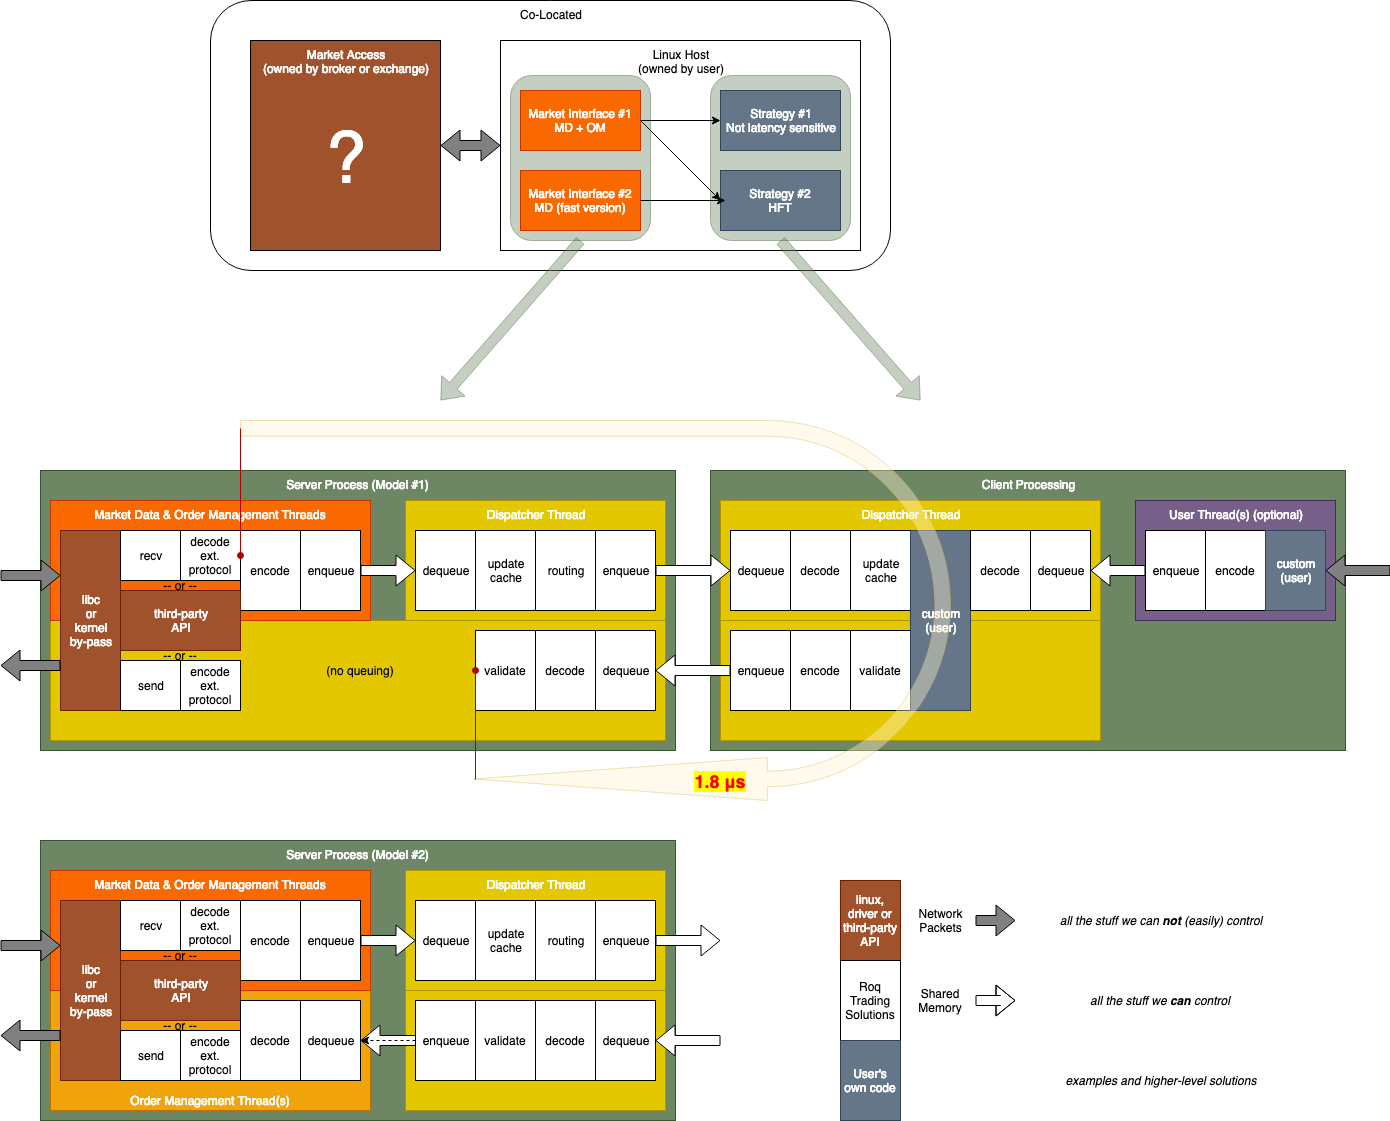 Co-Located
Market Access
(owned by broker or exchange)
?
Linux Host
(owned by user)
Market Interface #1
MD + OM
Strategy #1
Not latency sensitive
Market Interface #2
MD (fast version)
Strategy #2
HFT
Server Process (Model #1)
Market Data & Order Management Threads
libc
or
kernel
by-pass
recv
decode
ext.
protocol
-- or --
third-party
API
-- or --
send
encode
ext.
protocol
encode
enqueue
(no queuing)
Dispatcher Thread
dequeue
update
cache
routing
enqueue
validate
decode
dequeue
Client Processing
Dispatcher Thread
dequeue
decode
update
cache
custom
(user)
decode
dequeue
enqueue
encode
validate
User Thread(s) (optional)
enqueue
encode
custom
(user)
1.8 µs
Server Process (Model #2)
Market Data & Order Management Threads
libc
or
kernel
by-pass
recv
decode
ext.
protocol
-- or --
third-party
API
-- or --
send
encode
ext.
protocol
encode
enqueue
decode
dequeue
Order Management Thread(s)
Dispatcher Thread
dequeue
update
cache
routing
enqueue
enqueue
validate
decode
dequeue
linux,
driver or
third-party
API
Network
Packets
all the stuff we can not (easily) control
Roq
Trading
Solutions
Shared
Memory
all the stuff we can control
User's
own code
examples and higher-level solutions